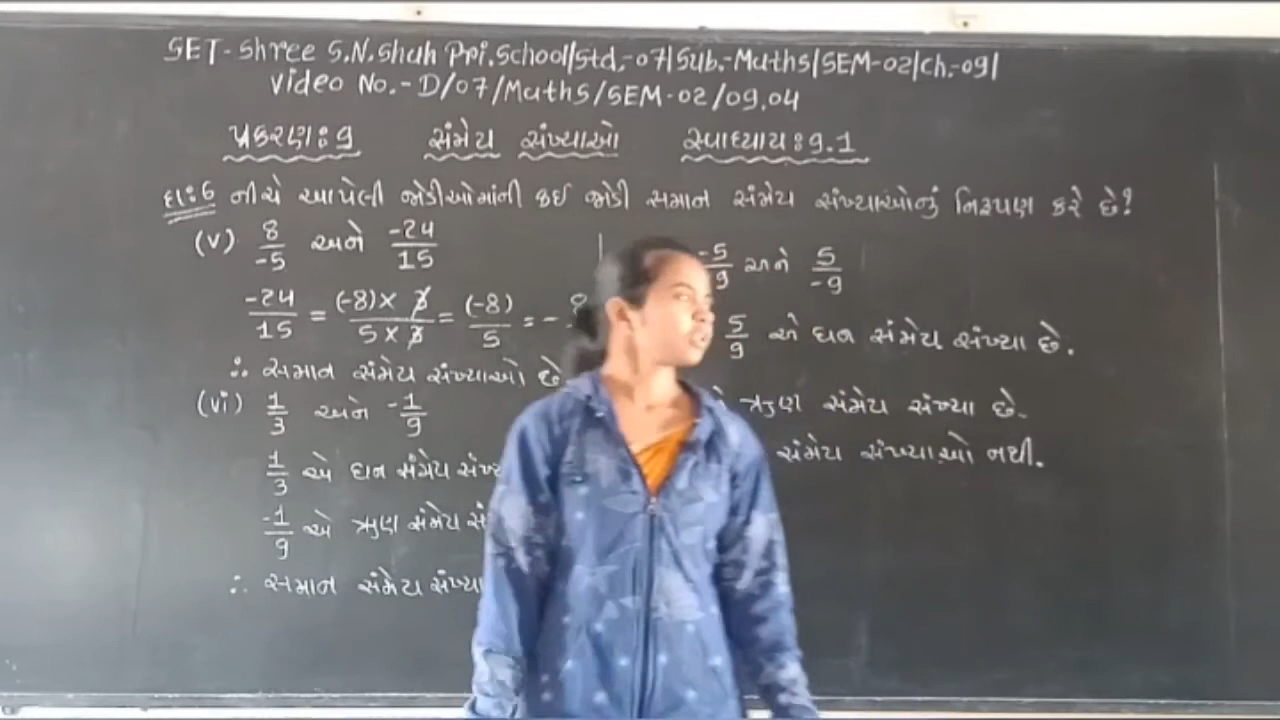 SET-Shree S.N.Shah Pri.School/Std.-07/Sub.-Maths/SEM-02/Ch.-09/
Video No.-D/07/Maths/SEM-02/09.04
પ્રકરણ:9 સંમેય સંખ્યાઓ સ્વાધ્યાય:9.1
દા:6 નીચે આપેલી જોડીઓમાંની કઈ જોડી સમાન સંમેય સંખ્યાઓનું નિરૂપણ કરે છે?
(v) 8/-5 અને -24/15
-24/15 = (-8)×3/5×3 = (-8)/5 = -8
∴ સમાન સંમેય સંખ્યાઓ છે
(vi) 1/3 અને -1/9
1/3 એ ધન સંમેય
-1/9 એ ઋણ સંમેય
∴ સમાન સંમેય
-5/9 અને 5/-9
5/9 એ ધન સંમેય સંખ્યા છે.
ઋણ સંમેય સંખ્યા છે.
સંમેય સંખ્યાઓ નથી.